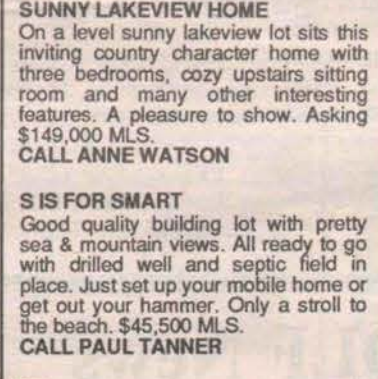 SUNNY LAKEVIEW HOME
On a level sunny lakeview lot sits this
inviting country character home with
three bedrooms, cozy upstairs sitting
room and many other interesting
features. A pleasure to show. Asking
$149,000 MLS.
CALL ANNE WATSON
S IS FOR SMART
Good quality building lot with pretty
sea & mountain views. All ready to go
with drilled well and septic field in
place. Just set up your mobile home or
get out your hammer. Only a stroll to
the beach. $45,500 MLS.
CALL PAUL TANNER